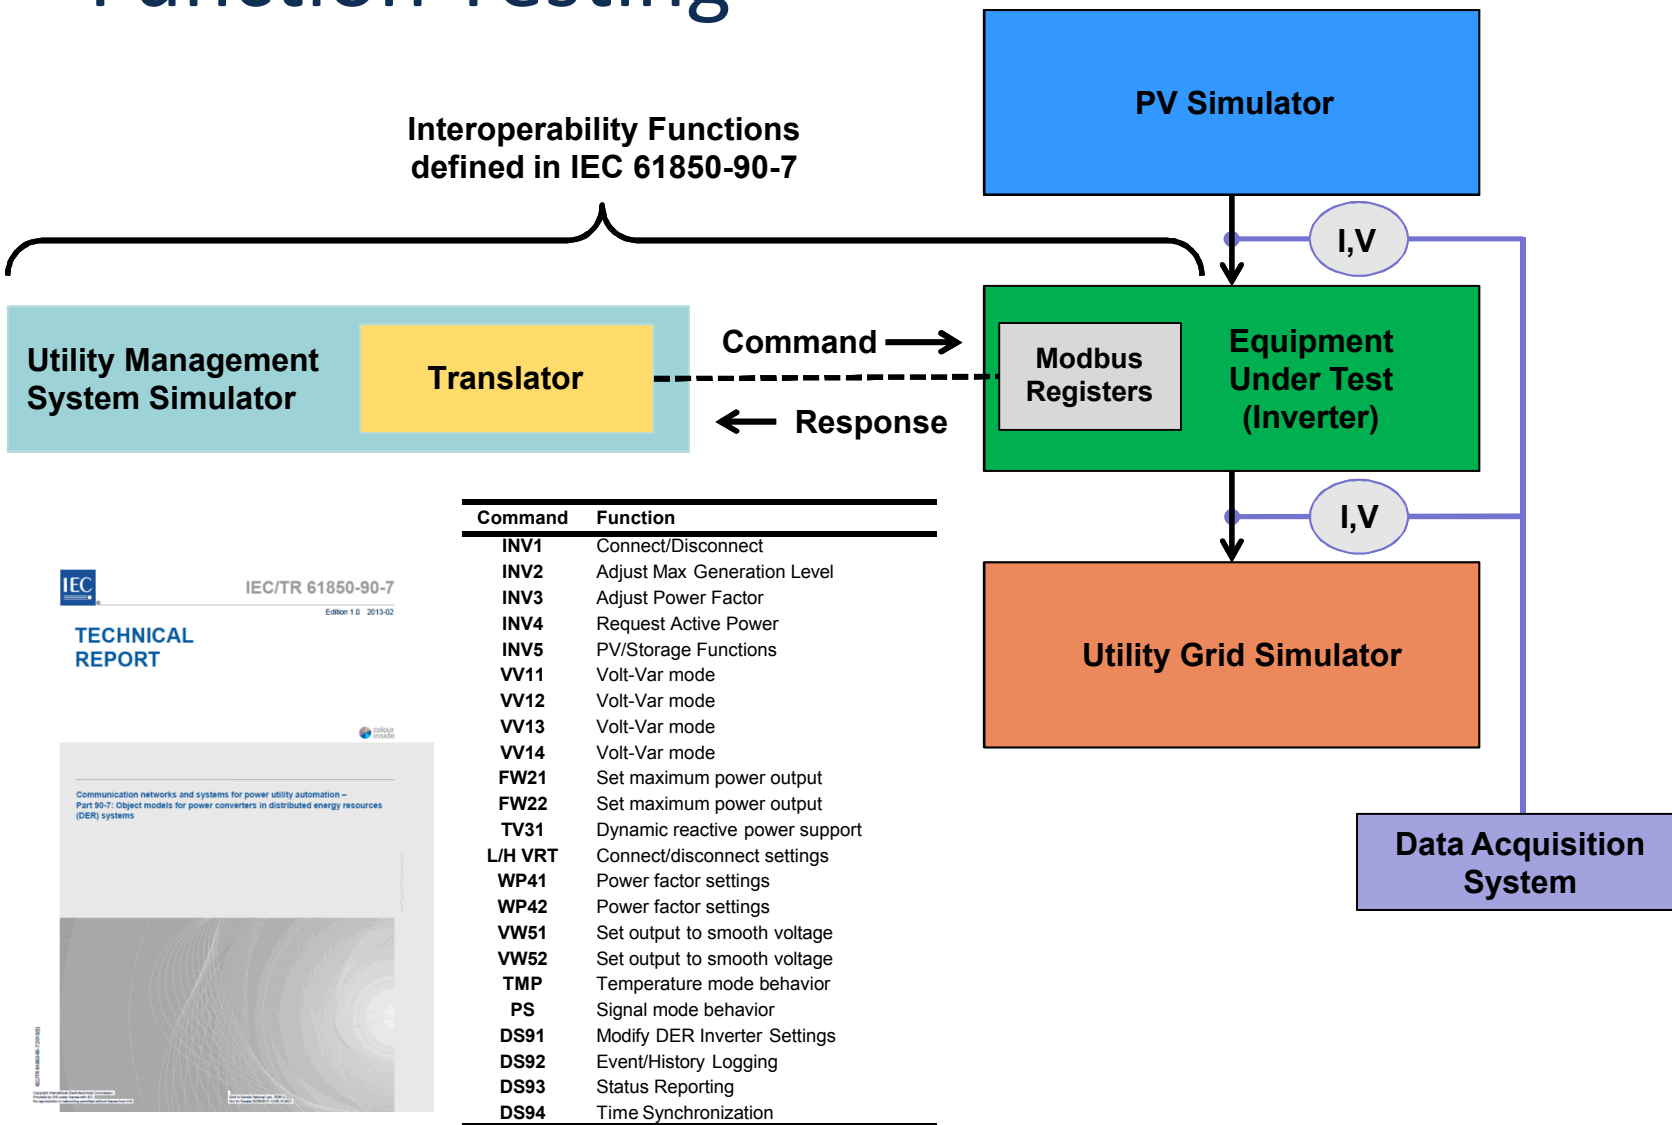 Function Testing
PV Simulator
Interoperability Functions
defined in IEC 61850-90-7
I,V
Utility Management
System Simulator
Translator
Command
Response
Modbus
Registers
Equipment
Under Test
(Inverter)
I,V
Utility Grid Simulator
Data Acquisition
System
Command Function
INV1 Connect/Disconnect
INV2 Adjust Max Generation Level
INV3 Adjust Power Factor
INV4 Request Active Power
INV5 PV/Storage Functions
VV11 Volt-Var mode
VV12 Volt-Var mode
VV13 Volt-Var mode
VV14 Volt-Var mode
FW21 Set maximum power output
FW22 Set maximum power output
TV31 Dynamic reactive power support
L/H VRT Connect/disconnect settings
WP41 Power factor settings
WP42 Power factor settings
VW51 Set output to smooth voltage
VW52 Set output to smooth voltage
TMP Temperature mode behavior
PS Signal mode behavior
DS91 Modify DER Inverter Settings
DS92 Event/History Logging
DS93 Status Reporting
DS94 Time Synchronization
IEC
IEC/TR 61850-90-7
Edition 1.0 2013-02
TECHNICAL
REPORT
colour
inside
Communication networks and systems for power utility automation –
Part 90-7: Object models for power converters in distributed energy resources
(DER) systems